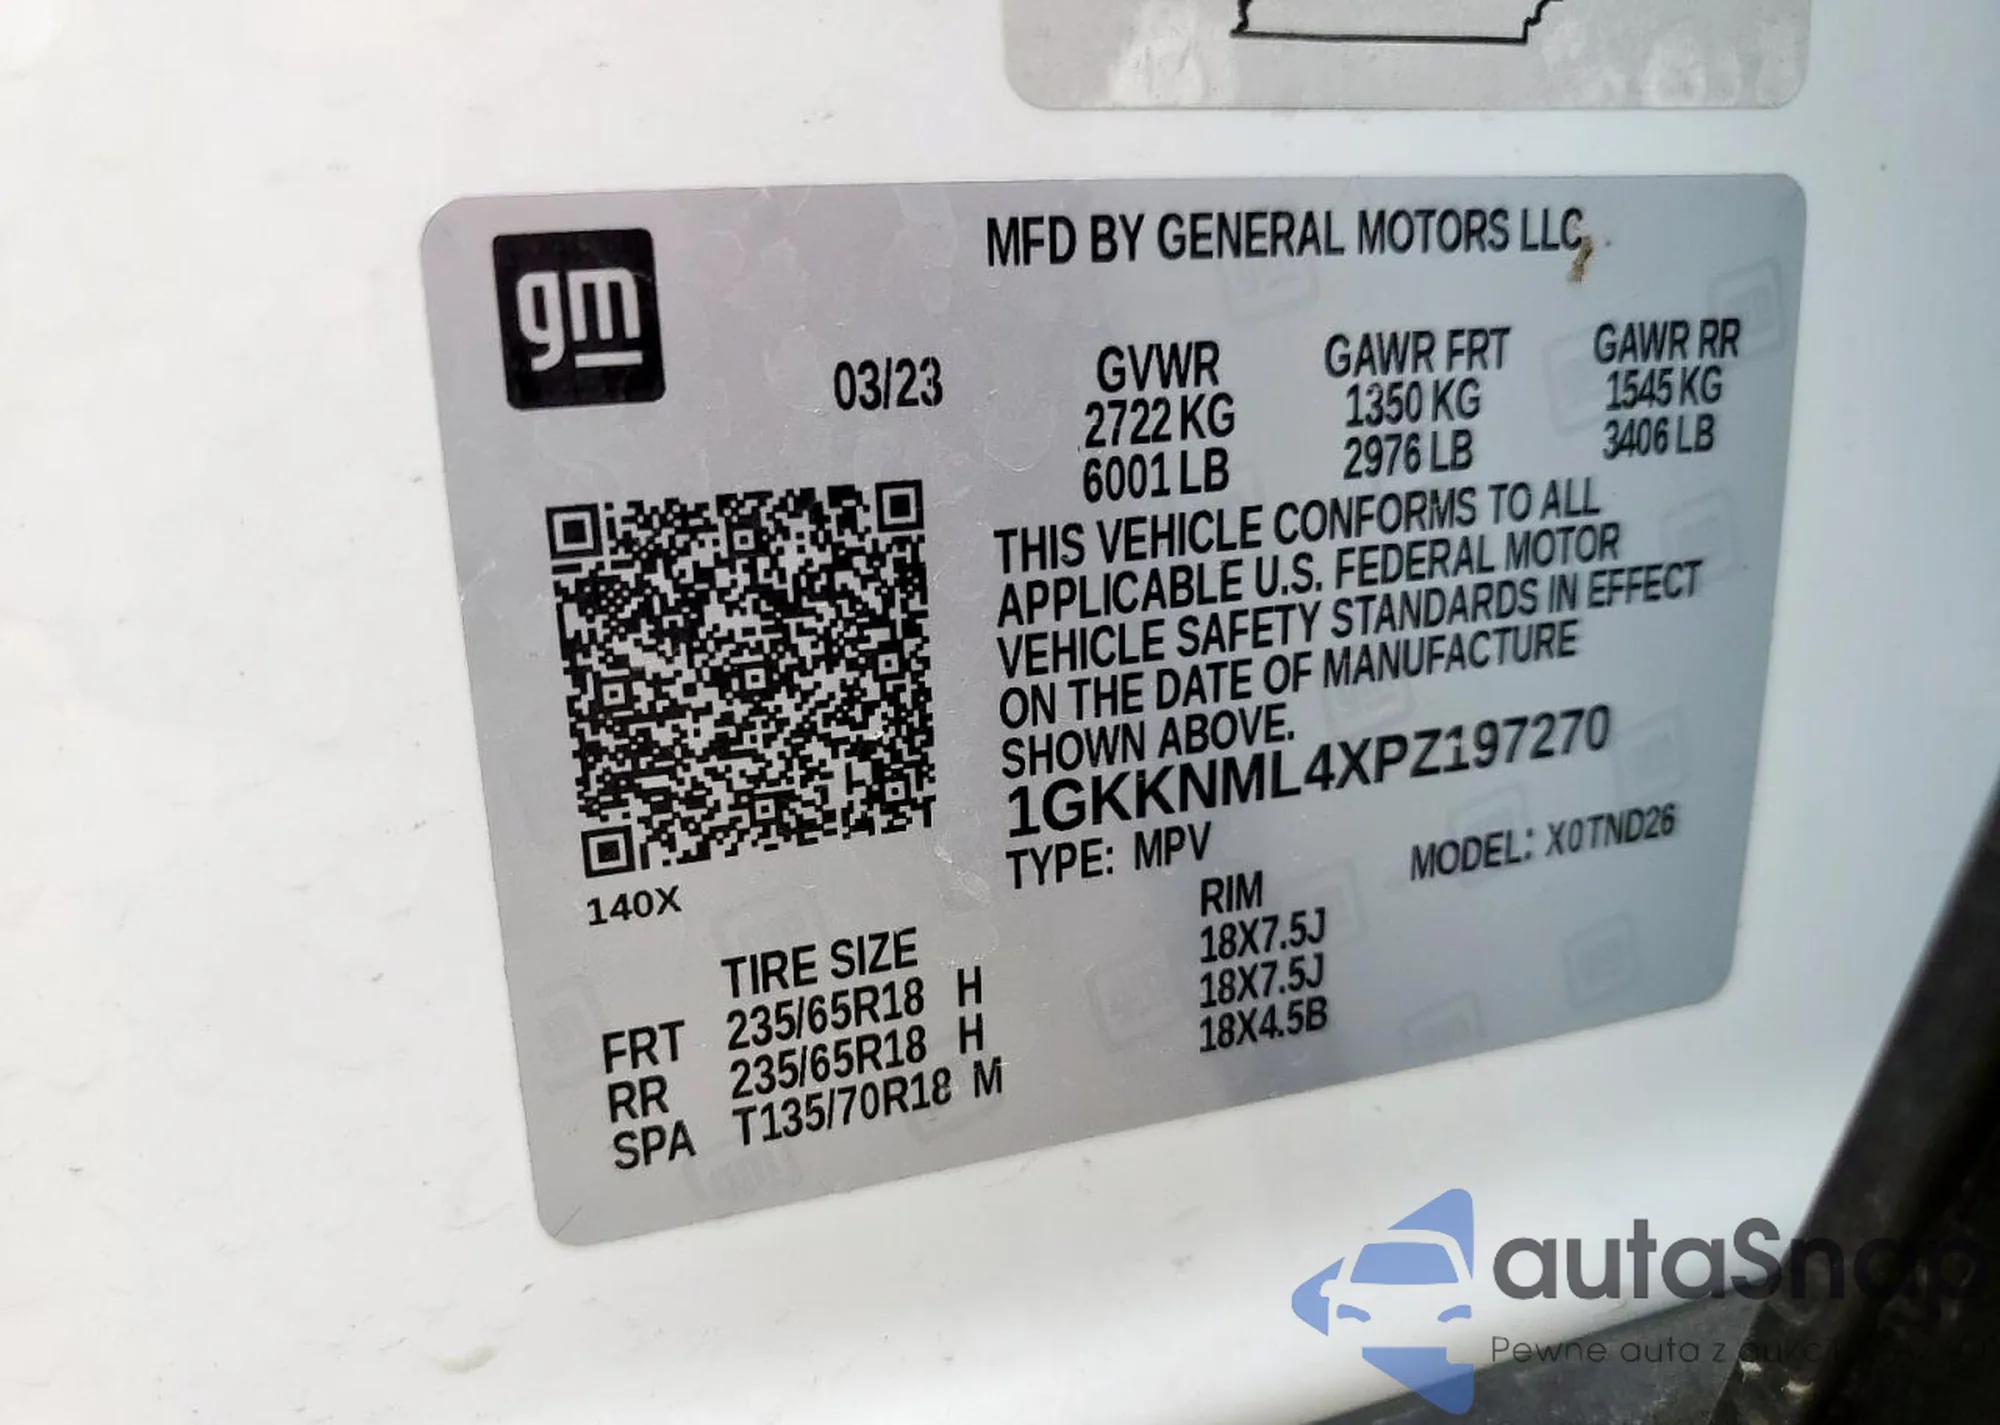 gm
MFD BY GENERAL MOTORS LLC
03/23
GVWR GAWR FRT GAWR RR
2722 KG 1350 KG 1545 KG
6001 LB 2976 LB 3406 LB
THIS VEHICLE CONFORMS TO ALL
APPLICABLE U.S. FEDERAL MOTOR
VEHICLE SAFETY STANDARDS IN EFFECT
ON THE DATE OF MANUFACTURE
SHOWN ABOVE.
1GKKNML4XPZ197270
TYPE: MPV MODEL: X0TND26
140X
TIRE SIZE RIM
FRT 235/65R18 H 18X7.5J
RR 235/65R18 H 18X7.5J
SPA T135/70R18 M 18X4.5B
autaSnap
Pewne auta z